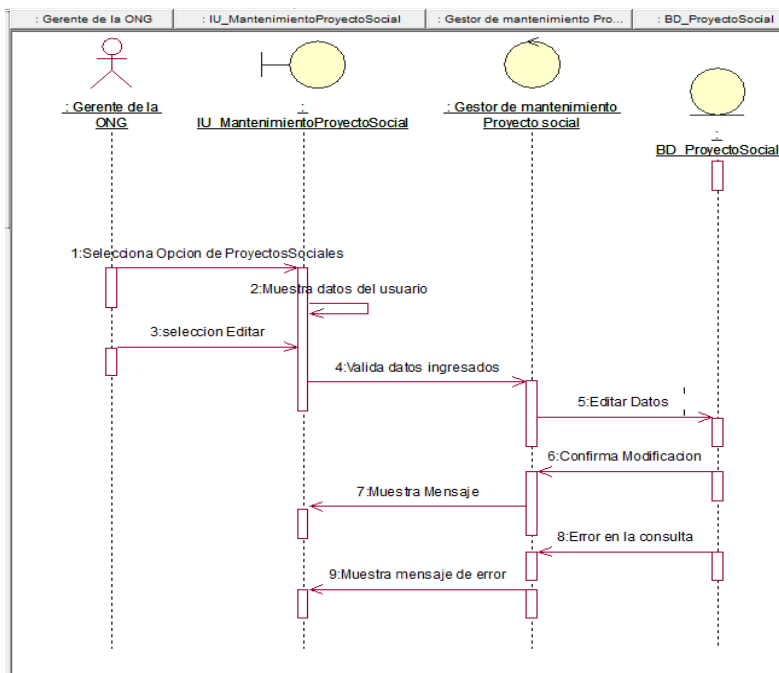 : Gerente de la ONG
: IU_MantenimientoProyectoSocial
: Gestor de mantenimiento Pro...
: BD_ProyectoSocial
: Gerente de la
ONG
:
IU_MantenimientoProyectoSocial
: Gestor de mantenimiento
Proyecto social
:
BD_ProyectoSocial
1:Selecciona Opcion de ProyectosSociales
2:Muestra datos del usuario
3:seleccion Editar
4:Valida datos ingresados
5:Editar Datos
6:Confirma Modificacion
7:Muestra Mensaje
8:Error en la consulta
9:Muestra mensaje de error